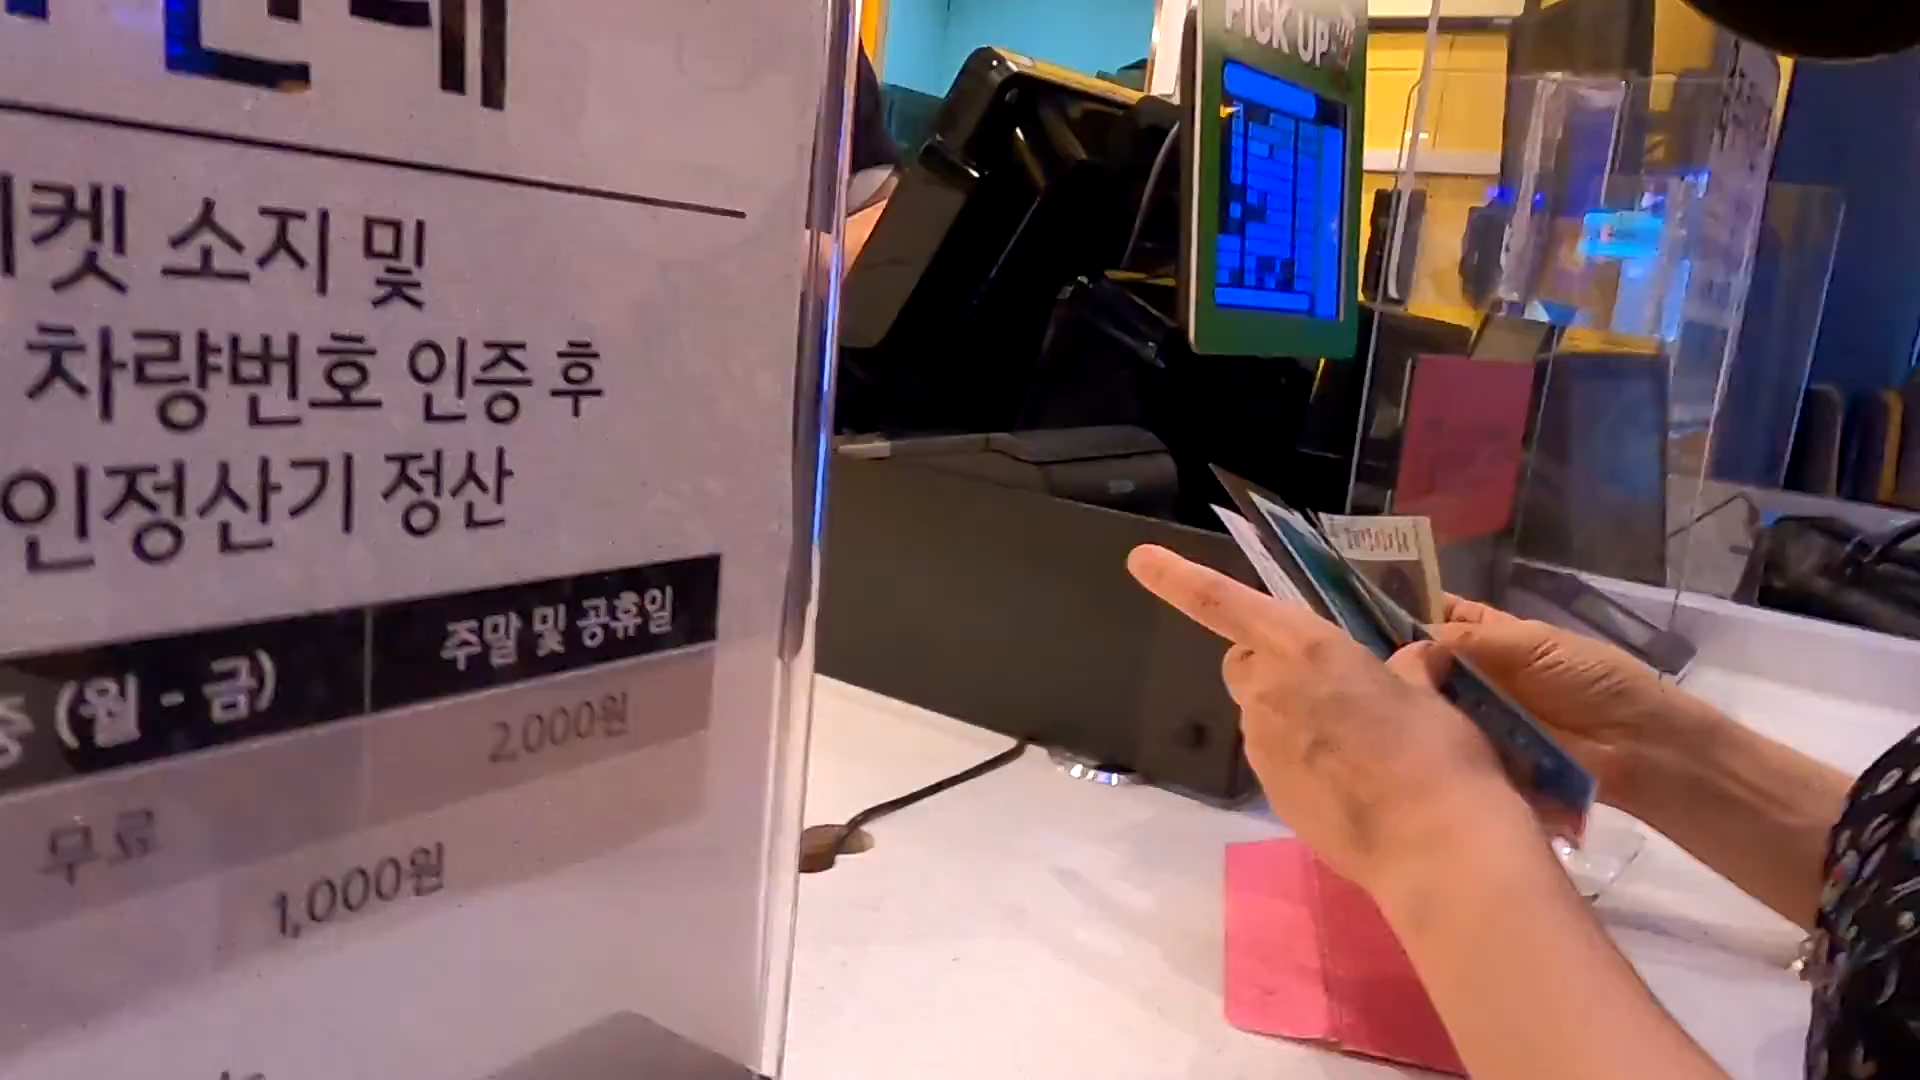 안내
PICK UP
티켓 소지 및
차량번호 인증 후
인정산기 정산
(월 - 금)
주말 및 공휴일
무료
2,000원
1,000원